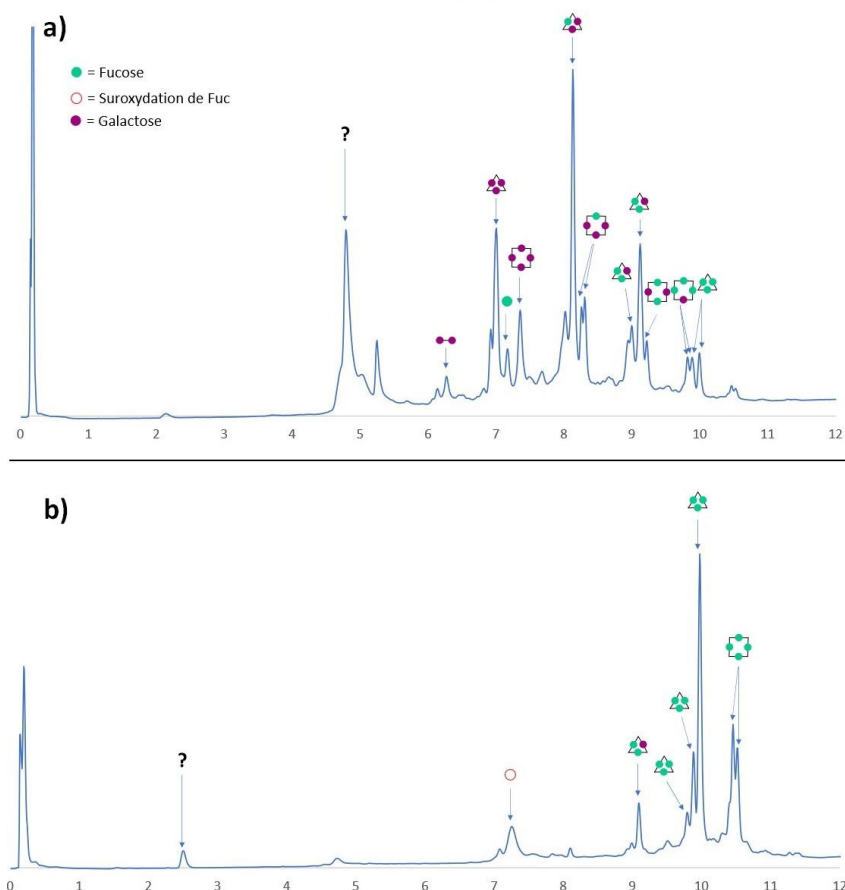 a)
= Fucose
= Suroxydation de Fuc
= Galactose
?
0 1 2 3 4 5 6 7 8 9 10 11 12
b)
?
0 1 2 3 4 5 6 7 8 9 10 11 12